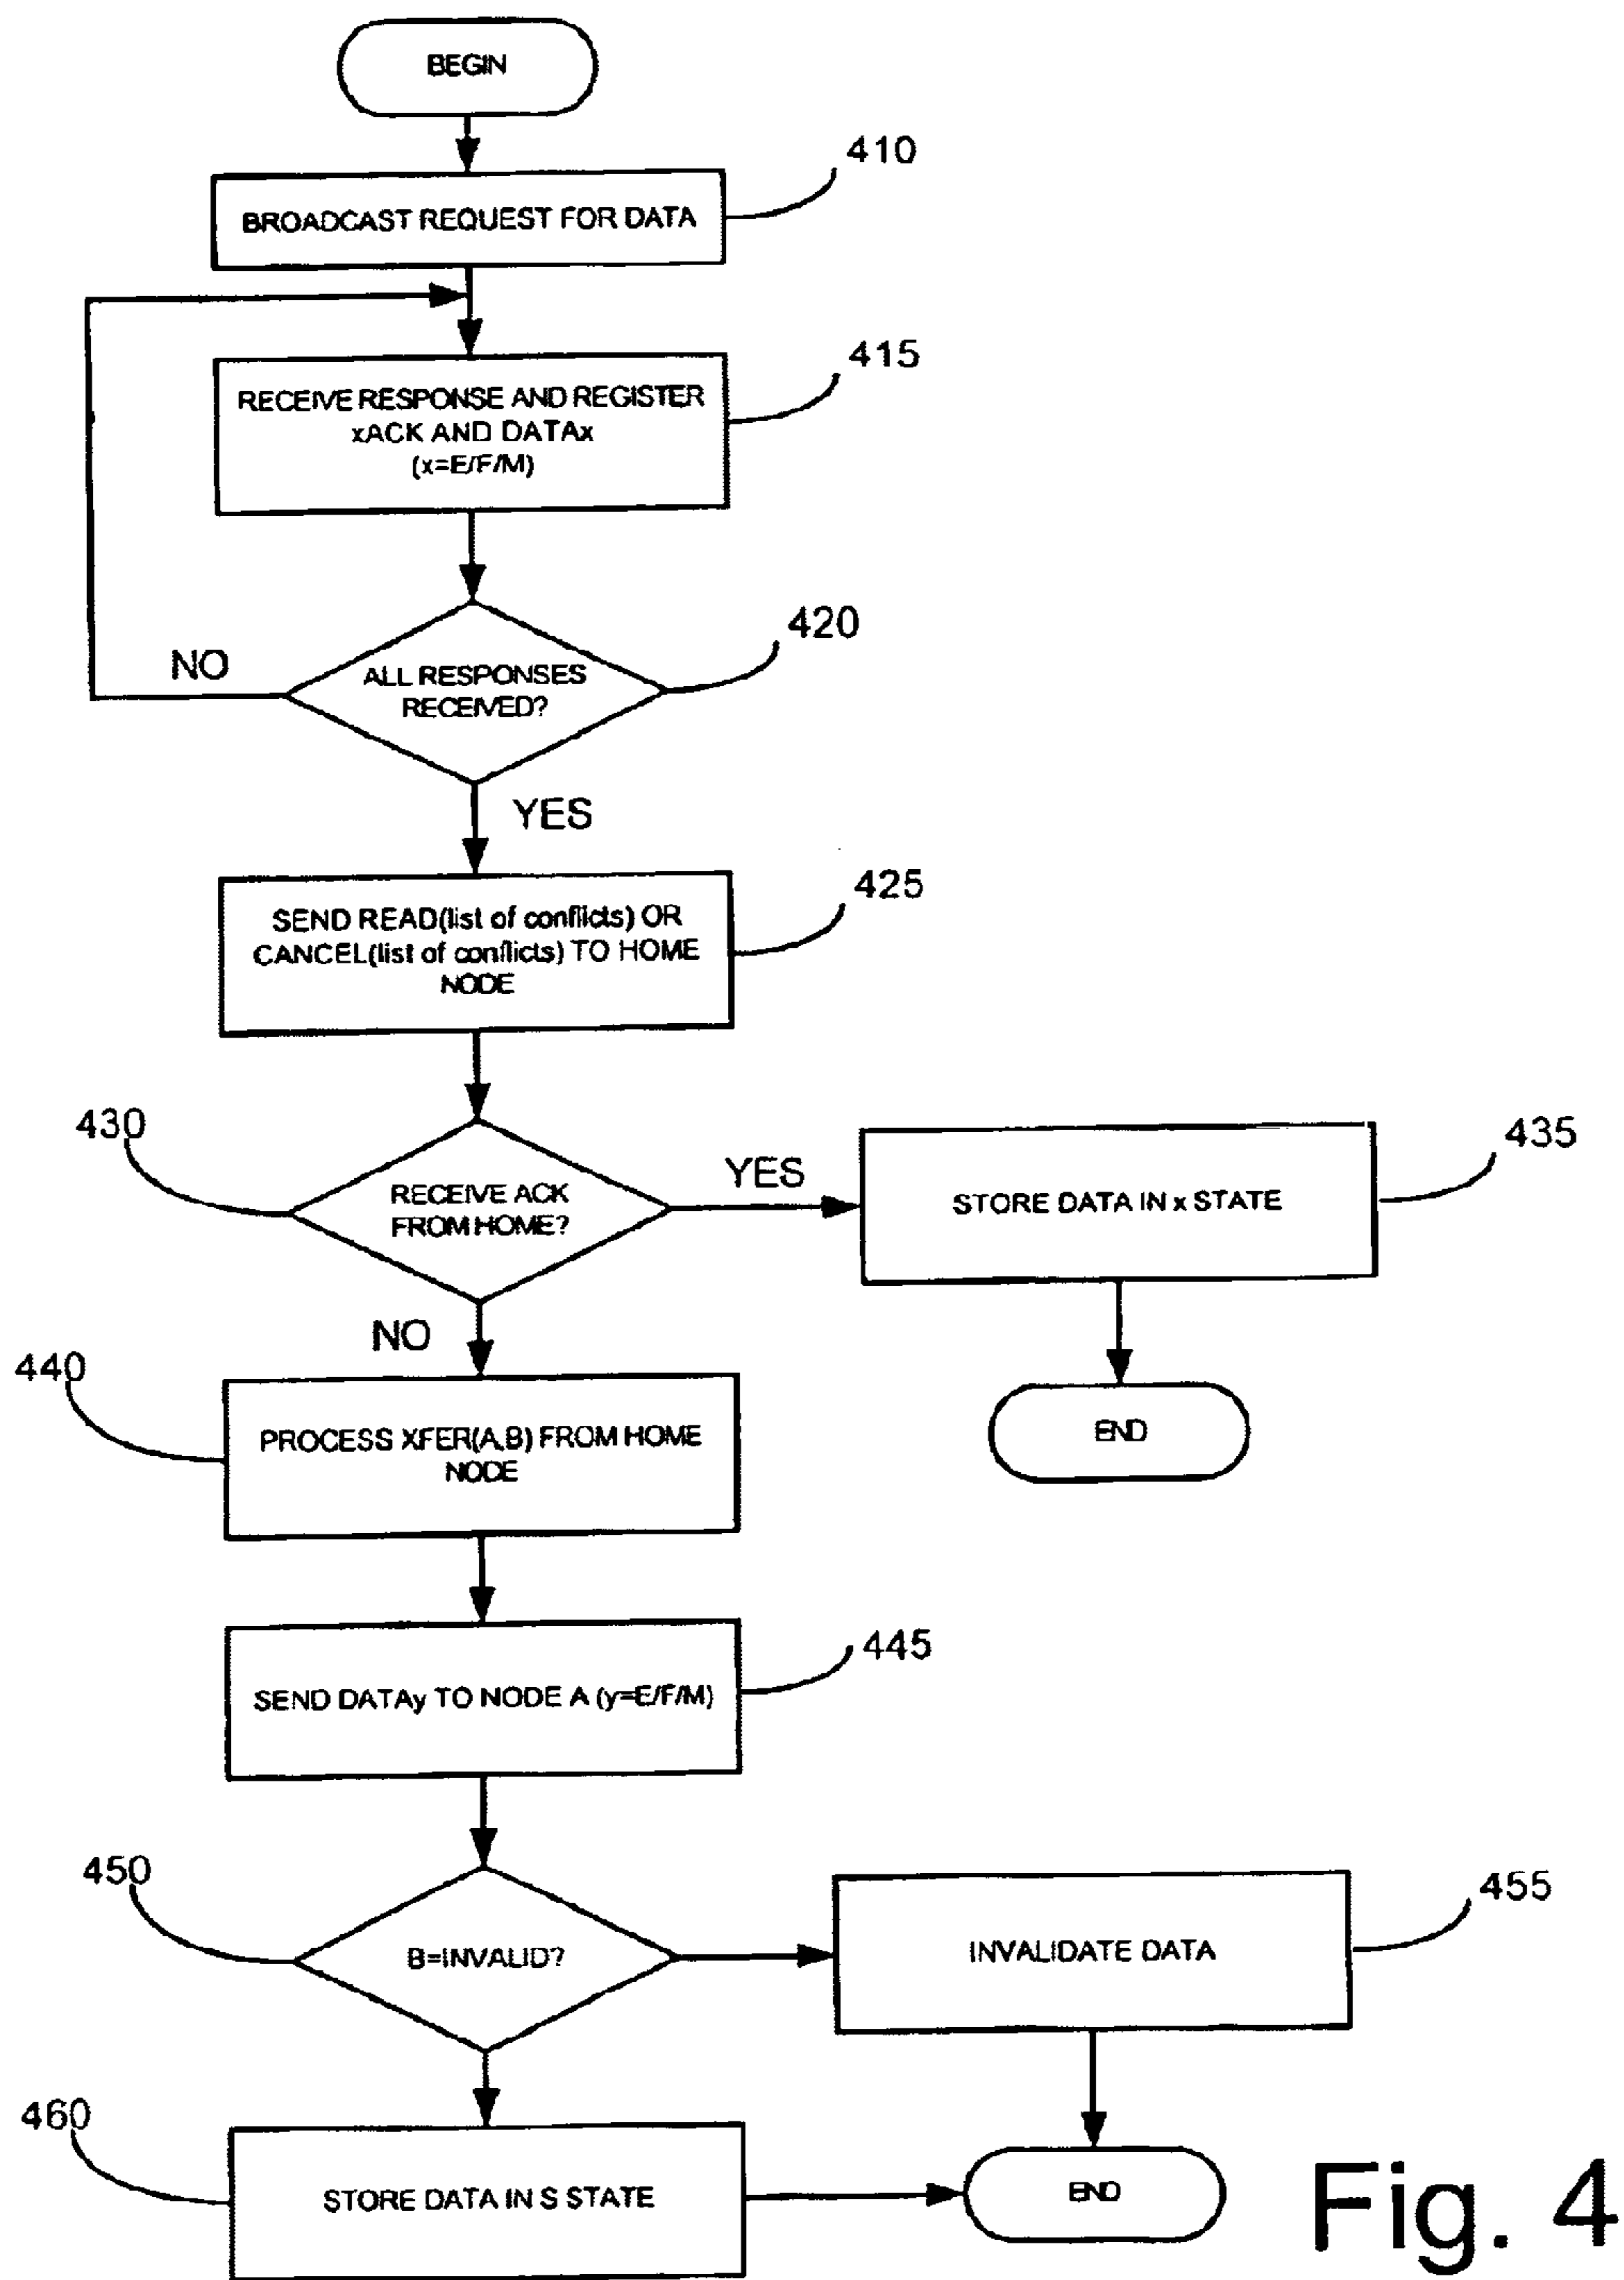 BEGIN
410
BROADCAST REQUEST FOR DATA
415
RECEIVE RESPONSE AND REGISTER
xACK AND DATAx
(x=E/F/M)
420
ALL RESPONSES
RECEIVED?
NO
YES
425
SEND READ(list of conflicts) OR
CANCEL(list of conflicts) TO HOME
NODE
430
RECEIVE ACK
FROM HOME?
YES
435
STORE DATA IN x STATE
END
NO
440
PROCESS XFER(A,B) FROM HOME
NODE
445
SEND DATAy TO NODE A (y=E/F/M)
450
B=INVALID?
455
INVALIDATE DATA
460
STORE DATA IN S STATE
END
Fig. 4